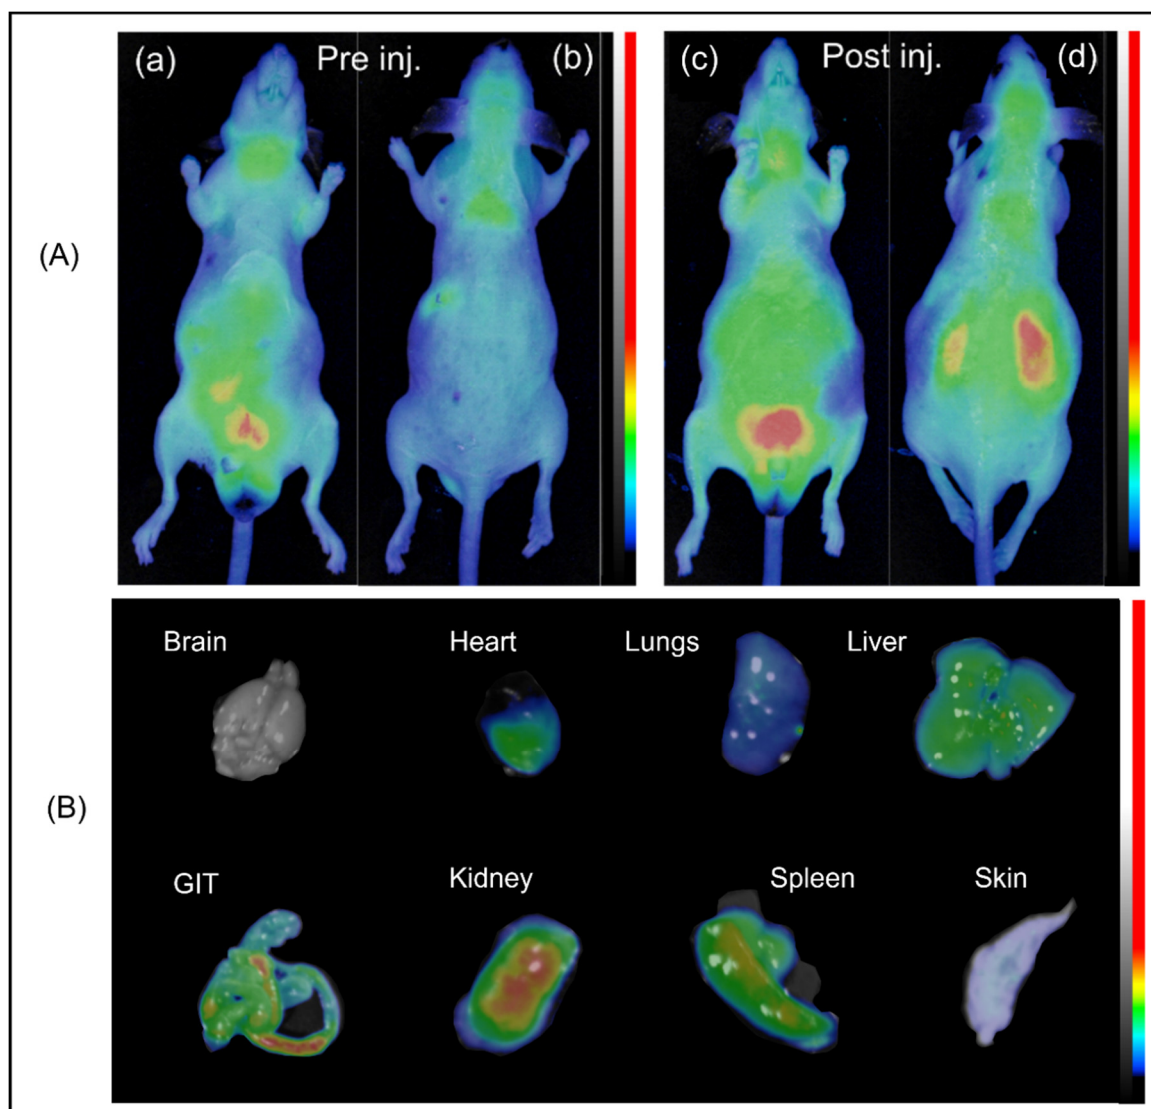 (a) Pre inj. (b) (c) Post inj. (d)
(A)
Brain Heart Lungs Liver
(B)
GIT Kidney Spleen Skin